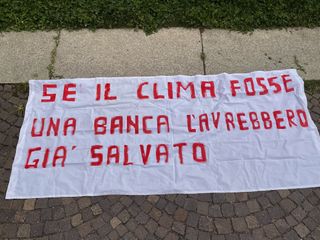 SE IL CLIMA FOSSE
UNA BANCA L'AVREBBERO
GIA' SALVATO